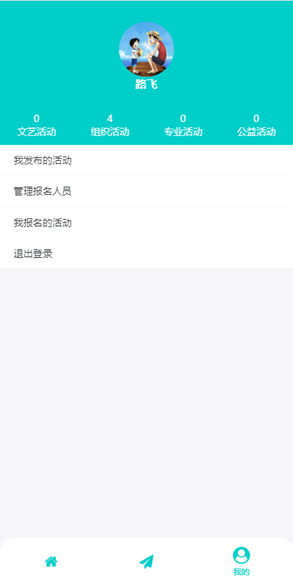 路飞
0 4 0 0
文艺活动 组织活动 专业活动 公益活动
我发布的活动
管理报名人员
我报名的活动
退出登录
我的